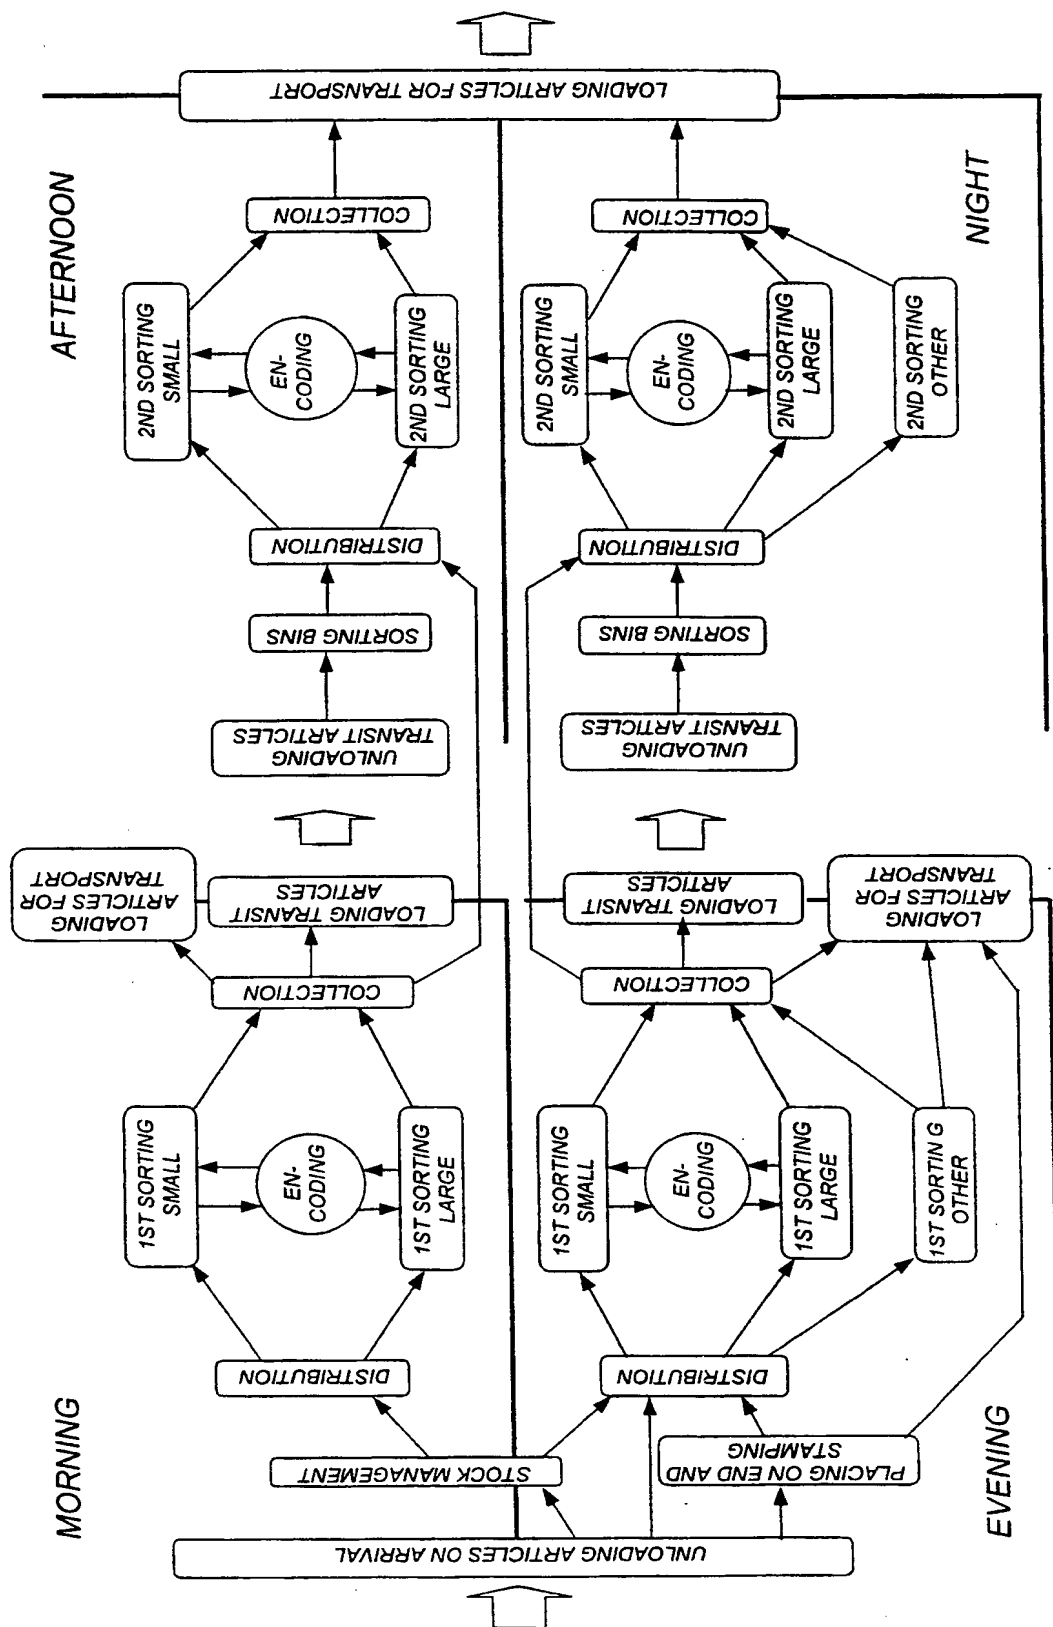 MORNING
UNLOADING ARTICLES ON ARRIVAL
STOCK MANAGEMENT
DISTRIBUTION
1ST SORTING
SMALL
EN-
CODING
1ST SORTING
LARGE
COLLECTION
LOADING
ARTICLES FOR
TRANSPORT
LOADING TRANSIT
ARTICLES
AFTERNOON
UNLOADING
TRANSIT ARTICLES
SORTING BINS
DISTRIBUTION
2ND SORTING
SMALL
EN-
CODING
2ND SORTING
LARGE
COLLECTION
LOADING ARTICLES FOR TRANSPORT
EVENING
PLACING ON END AND
STAMPING
DISTRIBUTION
1ST SORTING
SMALL
EN-
CODING
1ST SORTING
LARGE
1ST SORTIN G
OTHER
COLLECTION
LOADING TRANSIT
ARTICLES
LOADING
ARTICLES FOR
TRANSPORT
NIGHT
UNLOADING
TRANSIT ARTICLES
SORTING BINS
DISTRIBUTION
2ND SORTING
SMALL
EN-
CODING
2ND SORTING
LARGE
2ND SORTING
OTHER
COLLECTION